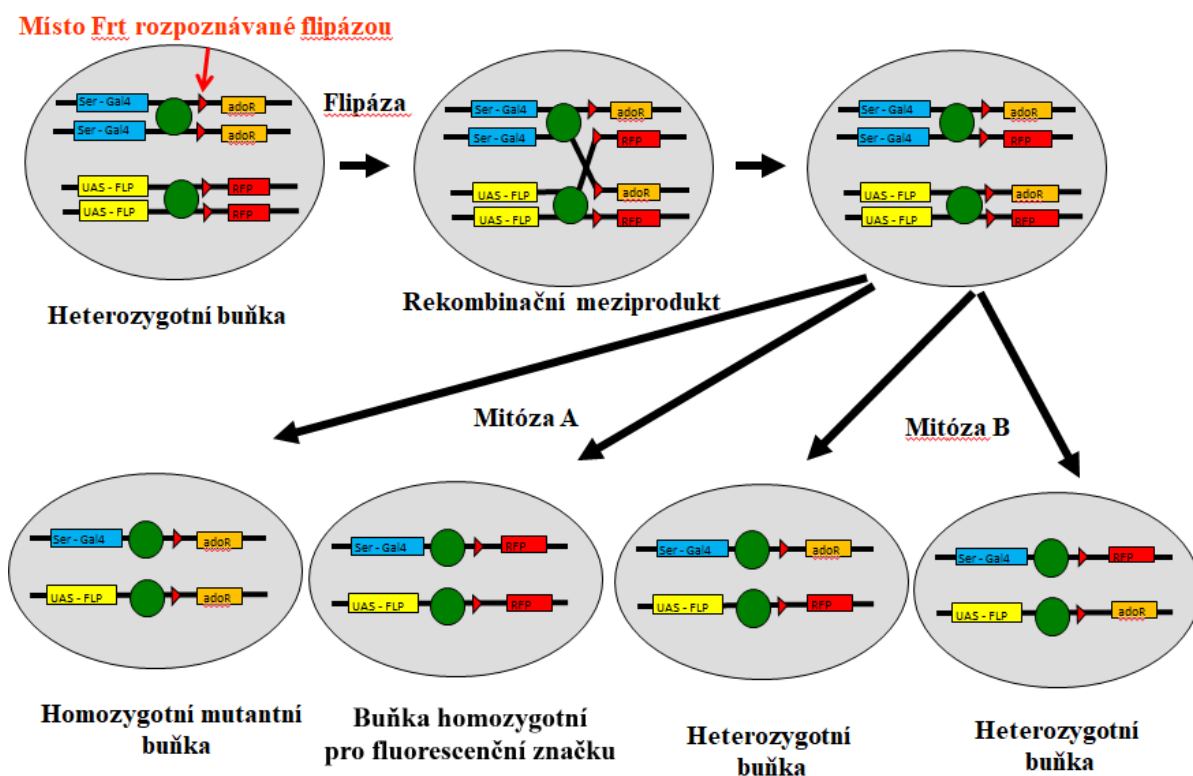 Místo Frt rozpoznávané flipázou
Ser - Gal4
adoR
Ser - Gal4
adoR
UAS - FLP
RFP
UAS - FLP
RFP
Heterozygotní buňka
Flipáza
Ser - Gal4
adoR
Ser - Gal4
RFP
UAS - FLP
adoR
UAS - FLP
RFP
Rekombinační meziprodukt
Ser - Gal4
adoR
Ser - Gal4
RFP
UAS - FLP
adoR
UAS - FLP
RFP
Mitóza A
Mitóza B
Ser - Gal4
adoR
UAS - FLP
adoR
Homozygotní mutantní
buňka
Ser - Gal4
RFP
UAS - FLP
RFP
Buňka homozygotní
pro fluorescenční značku
Ser - Gal4
adoR
UAS - FLP
RFP
Heterozygotní
buňka
Ser - Gal4
RFP
UAS - FLP
adoR
Heterozygotní
buňka